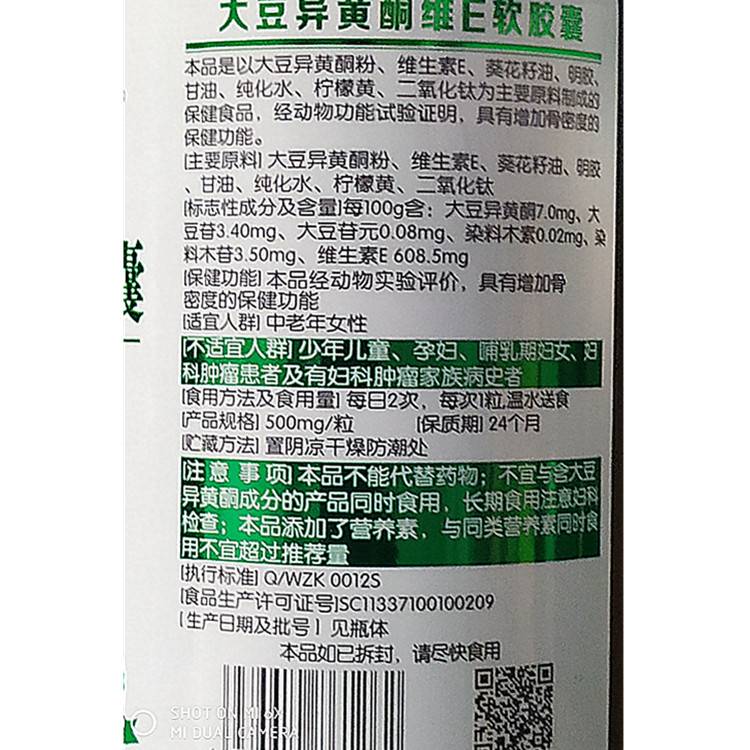 大豆异黄酮维E软胶囊
本品是以大豆异黄酮粉、维生素E、葵花籽油、明胶、
甘油、纯化水、柠檬黄、二氧化钛为主要原料制成的
保健食品，经动物功能试验证明，具有增加骨密度的
保健功能。
[主要原料] 大豆异黄酮粉、维生素E、葵花籽油、明胶
、甘油、纯化水、柠檬黄、二氧化钛
[标志性成分及含量]每100g含：大豆异黄酮7.0mg、大
豆苷3.40mg、大豆苷元0.08mg、染料木素0.02mg、染
料木苷3.50mg、维生素E 608.5mg
[保健功能] 本品经动物实验评价，具有增加骨
密度的保健功能
[适宜人群] 中老年女性
[不适宜人群] 少年儿童、孕妇、哺乳期妇女、妇
科肿瘤患者及有妇科肿瘤家族病史者
[食用方法及食用量] 每日2次，每次1粒,温水送食
[产品规格] 500mg/粒 [保质期] 24个月
[贮藏方法] 置阴凉干燥防潮处
[注意事项] 本品不能代替药物；不宜与含大豆
异黄酮成分的产品同时食用，长期食用注意妇科
检查；本品添加了营养素，与同类营养素同时食
用不宜超过推荐量
[执行标准] Q/WZK 0012S
[食品生产许可证号]SC11337100100209
[生产日期及批号] 见瓶体
本品如已拆封，请尽快食用
囊
SHOT ON MI 6X
MI DUAL CAMERA